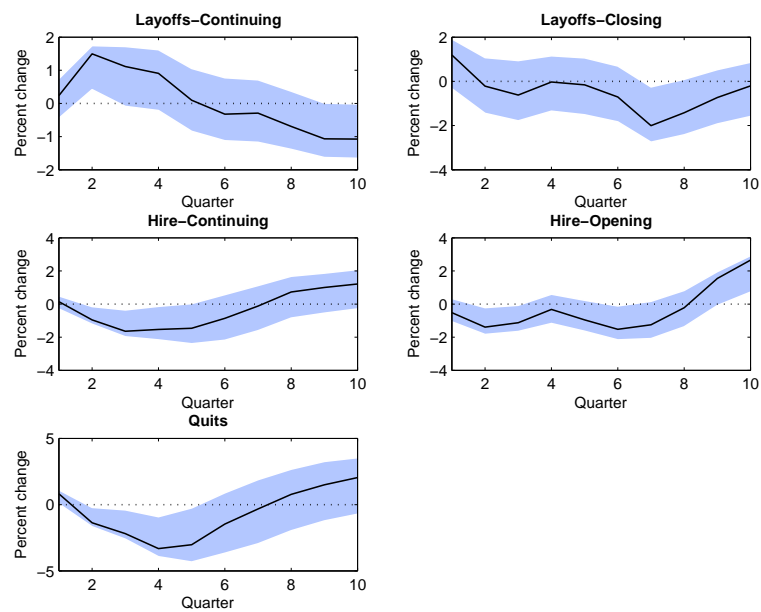 Layoffs−Continuing
Percent change
2
1
0
−1
−2
2 4 6 8 10
Quarter
Layoffs−Closing
Percent change
2
0
−2
−4
2 4 6 8 10
Quarter
Hire−Continuing
Percent change
4
2
0
−2
−4
2 4 6 8 10
Quarter
Hire−Opening
Percent change
4
2
0
−2
−4
2 4 6 8 10
Quarter
Quits
Percent change
5
0
−5
2 4 6 8 10
Quarter